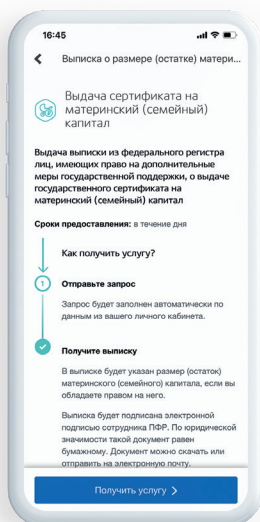 16:45
Выписка о размере (остатке) матери...
Выдача сертификата на
материнский (семейный)
капитал
Выдача выписки из федерального регистра
лиц, имеющих право на дополнительные
меры государственной поддержки, о выдаче
государственного сертификата на
материнский (семейный) капитал
Сроки предоставления: в течение дня
Как получить услугу?
1 Отправьте запрос
Запрос будет заполнен автоматически по
данным из вашего личного кабинета.
Получите выписку
В выписке будет указан размер (остаток)
материнского (семейного) капитала, если вы
обладаете правом на него.
Выписка будет подписана электронной
подписью сотрудника ПФР. По юридической
значимости такой документ равен
бумажному. Документ можно скачать или
отправить на электронную почту.
Получить услугу